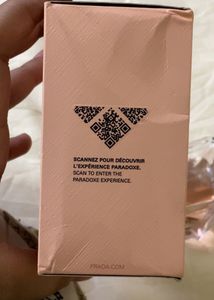 SCANNEZ POUR DÉCOUVRIR
L'EXPÉRIENCE PARADOXE.
SCAN TO ENTER THE
PARADOXE EXPERIENCE.
PRADA.COM